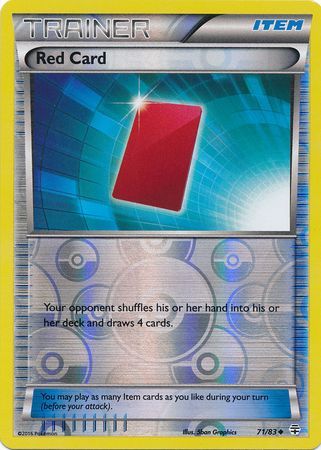 TRAINER
ITEM
Red Card
Your opponent shuffles his or her hand into his or
her deck and draws 4 cards.
You may play as many Item cards as you like during your turn
(before your attack).
©2016 Pokémon
Illus. 5ban Graphics
71/83